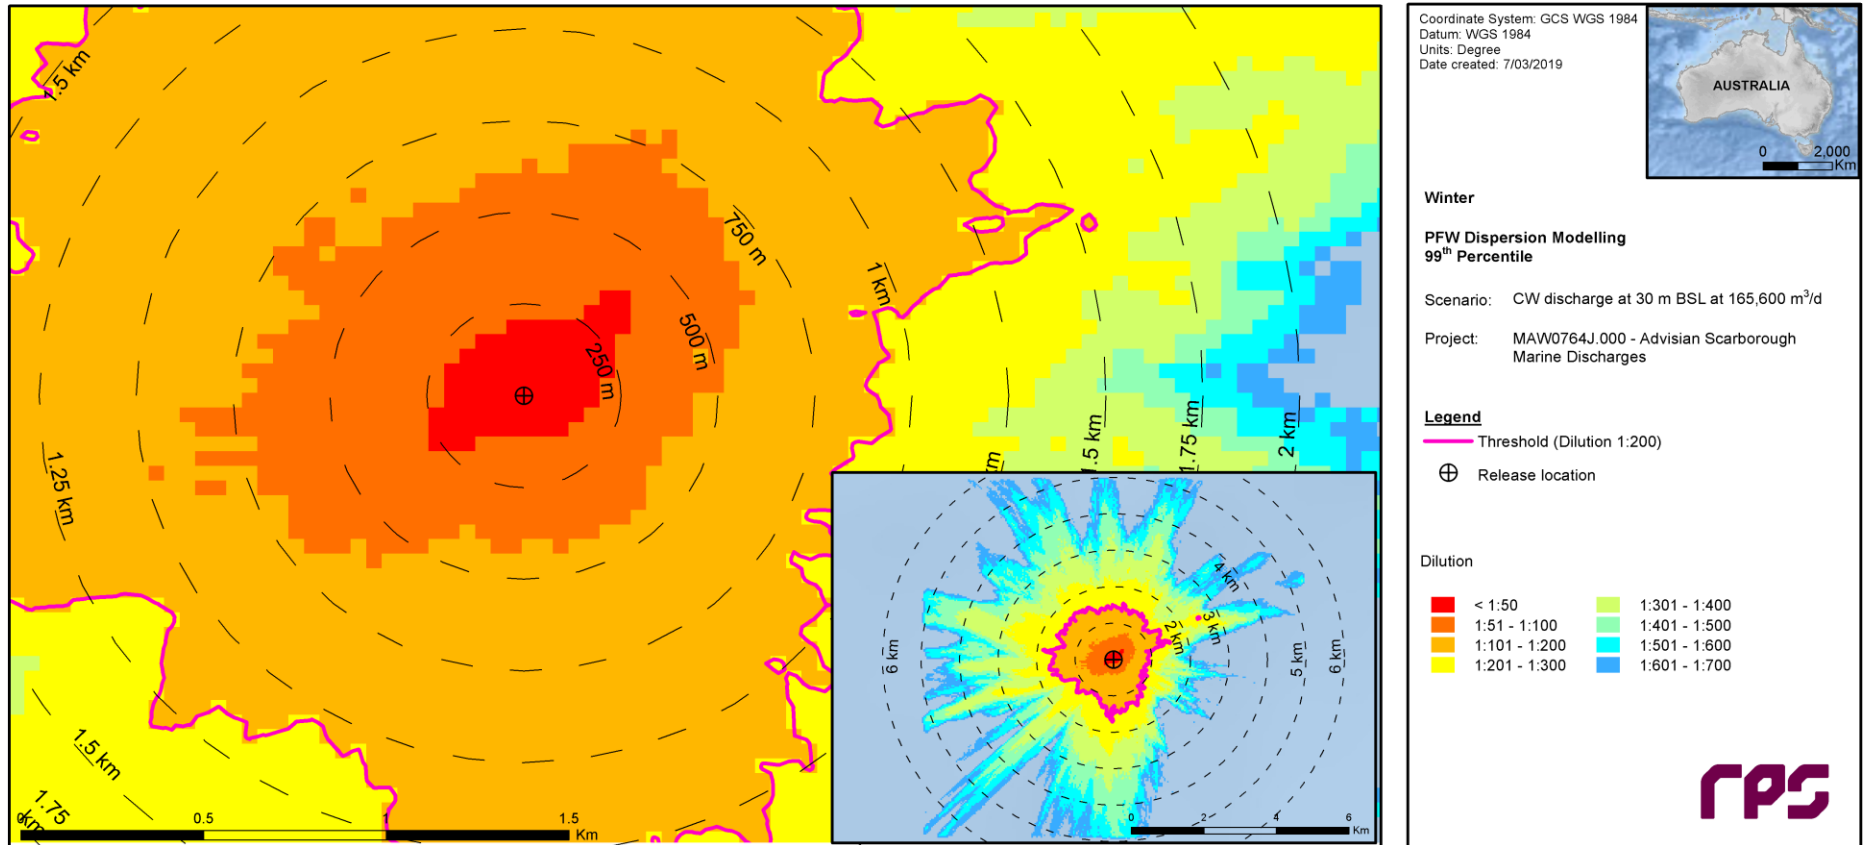 1.5 km
750 m
1 km
500 m
250 m
1.25 km
km
1.5 km
1.75 km
2 km
1.5 km
1.75
km
0 0.5 1 1.5
Km
4 km
3 km
2 km
6 km
5 km
6 km
0 2 4 6
Km
Coordinate System: GCS WGS 1984
Datum: WGS 1984
Units: Degree
Date created: 7/03/2019
AUSTRALIA
0 2,000
Km
Winter
PFW Dispersion Modelling
99th Percentile
Scenario: CW discharge at 30 m BSL at 165,600 m³/d
Project: MAW0764J.000 - Advisian Scarborough
Marine Discharges
Legend
Threshold (Dilution 1:200)
Release location
Dilution
< 1:50
1:51 - 1:100
1:101 - 1:200
1:201 - 1:300
1:301 - 1:400
1:401 - 1:500
1:501 - 1:600
1:601 - 1:700
rps